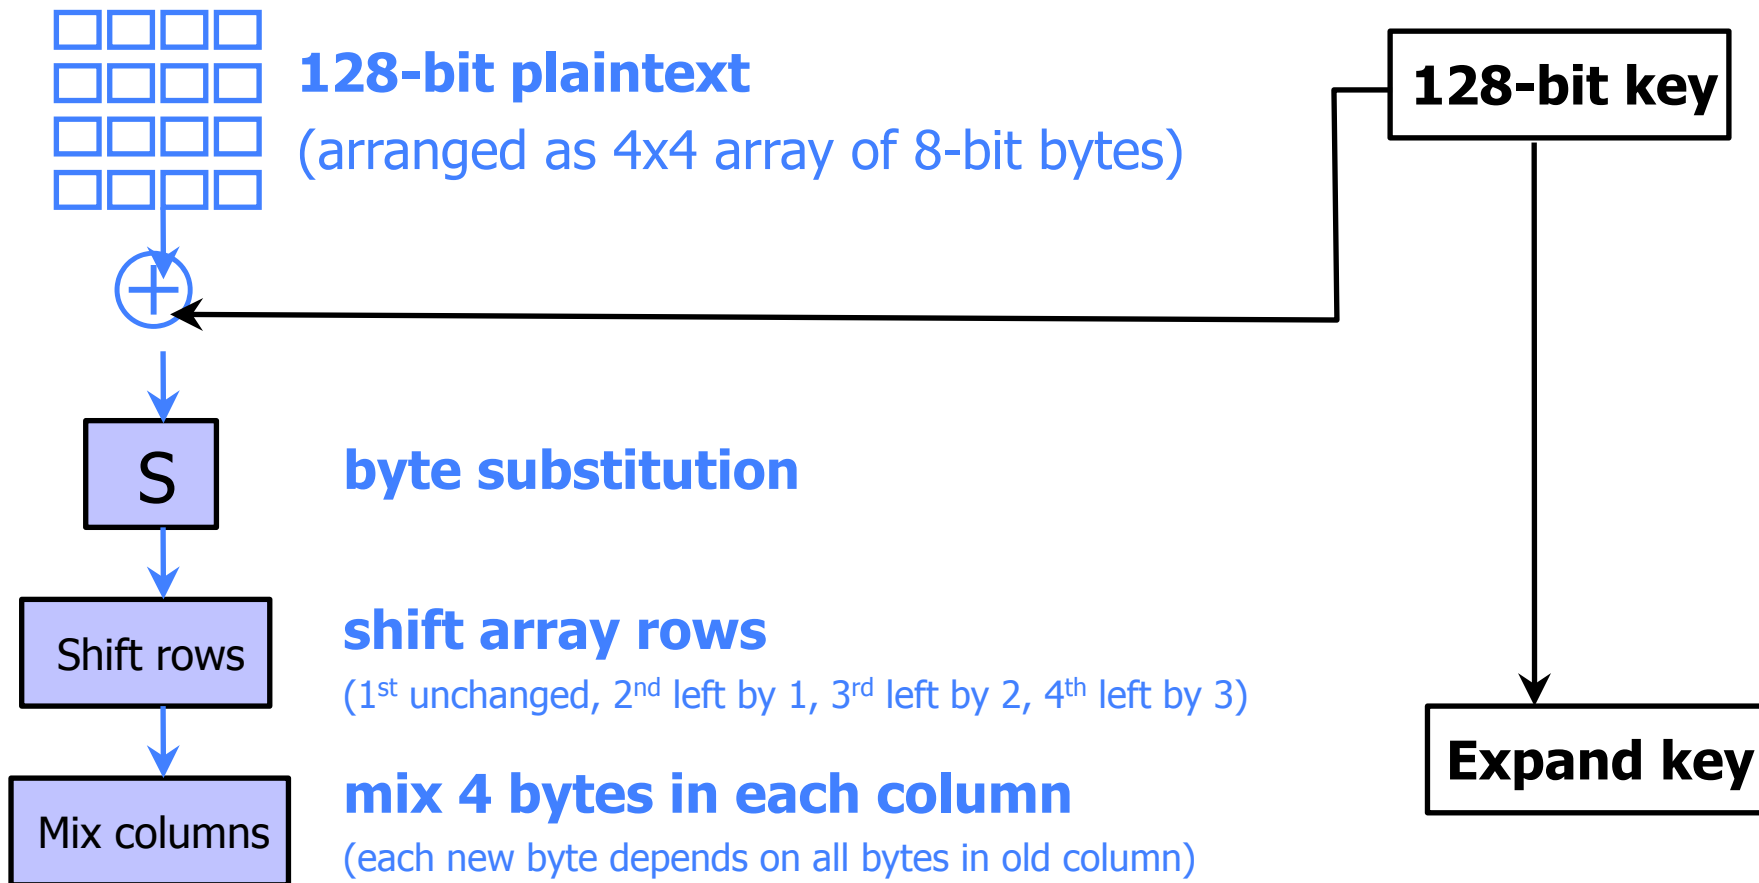 128-bit plaintext
(arranged as 4x4 array of 8-bit bytes)
128-bit key
S
byte substitution
Shift rows
shift array rows
(1st unchanged, 2nd left by 1, 3rd left by 2, 4th left by 3)
Expand key
Mix columns
mix 4 bytes in each column
(each new byte depends on all bytes in old column)